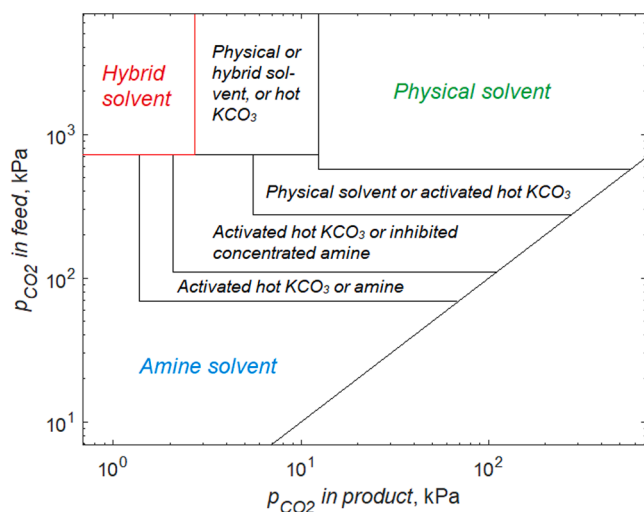 Hybrid
solvent
Physical or
hybrid sol-
vent, or hot
KCO₃
Physical solvent
10³
Physical solvent or activated hot KCO₃
Activated hot KCO₃ or inhibited
concentrated amine
10²
Activated hot KCO₃ or amine
Amine solvent
10¹
p_CO2 in feed, kPa
10⁰
10¹
10²
p_CO2 in product, kPa